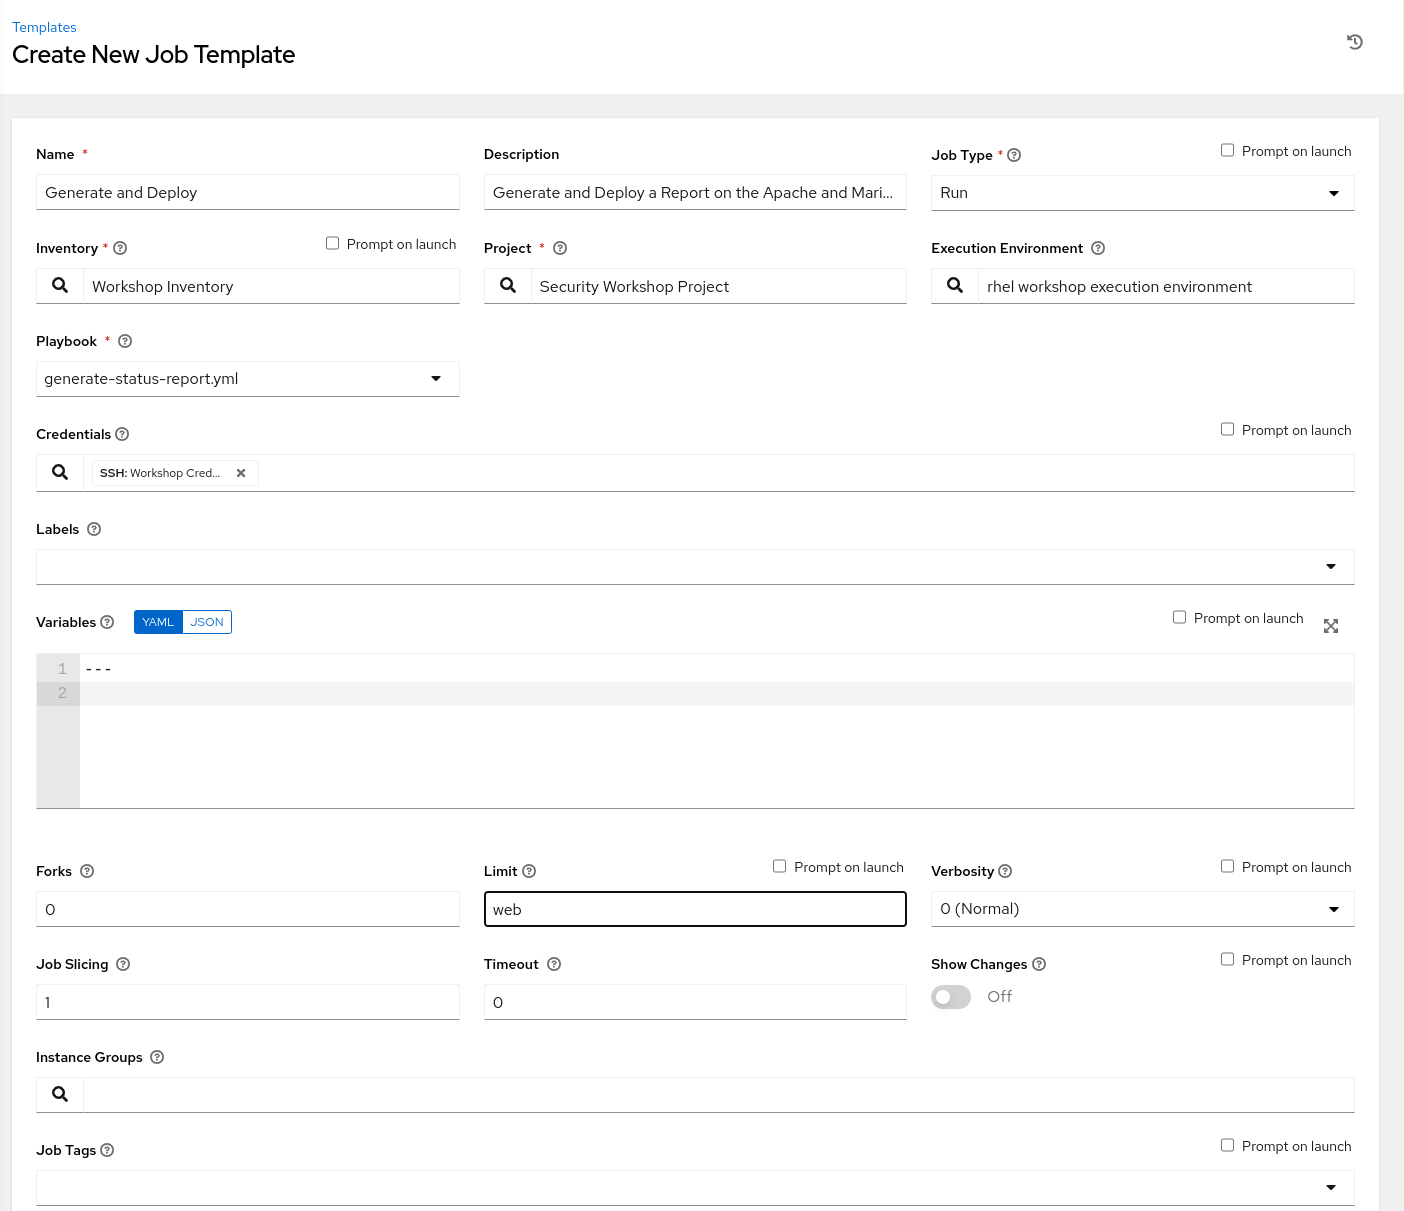 Templates
Create New Job Template
Name *
Generate and Deploy
Description
Generate and Deploy a Report on the Apache and Mari...
Job Type *
Prompt on launch
Run
Inventory *
Prompt on launch
Workshop Inventory
Project *
Security Workshop Project
Execution Environment
rhel workshop execution environment
Playbook *
generate-status-report.yml
Credentials
Prompt on launch
SSH: Workshop Cred...
Labels
Variables
YAML JSON
Prompt on launch
1 ---
2
Forks
0
Limit
Prompt on launch
web
Verbosity
Prompt on launch
0 (Normal)
Job Slicing
1
Timeout
0
Show Changes
Prompt on launch
Off
Instance Groups
Job Tags
Prompt on launch